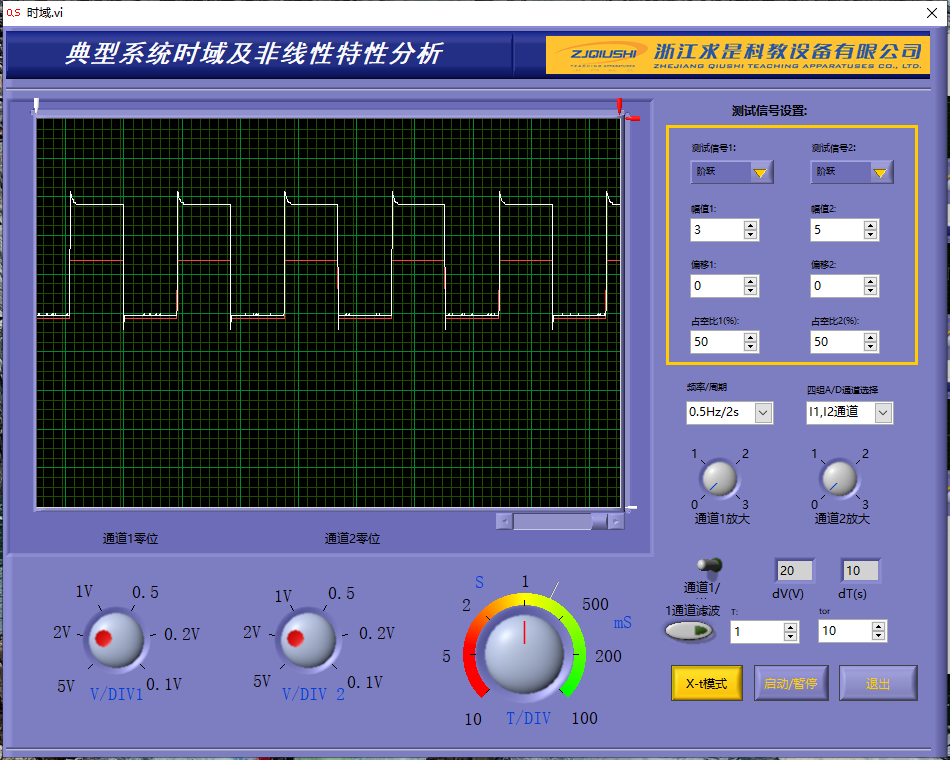 时域.vi
典型系统时域及非线性特性分析
ZJQIUSHI 浙江求是科教设备有限公司
ZHEJIANG QIUSHI TEACHING APPARATUSES CO., LTD.
测试信号设置:
测试信号1: 测试信号2:
阶跃 阶跃
幅值1: 幅值2:
3 5
偏移1: 偏移2:
0 0
占空比1(%): 占空比2(%):
50 50
频率/周期 四组A/D通道选择
0.5Hz/2s I1,I2通道
1 2 1 2
0 3 0 3
通道1放大 通道2放大
通道1零位 通道2零位
通道1/
20 10
dV(V) dT(s)
1通道滤波 T: tor
1 10
X-t模式 启动/暂停 退出
1V 0.5
2V 0.2V
5V 0.1V
V/DIV1
1V 0.5
2V 0.2V
5V 0.1V
V/DIV 2
S 1
2 500
mS
5 200
10 T/DIV 100